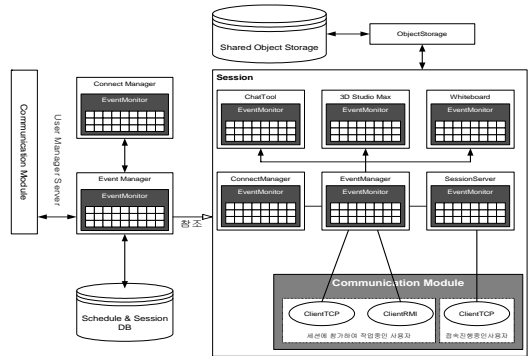 Shared Object Storage
ObjectStorage
Communication Module
User Manager Server
Connect Manager
EventMonitor
Event Manager
EventMonitor
Schedule & Session
DB
참조
Session
ChatTool
EventMonitor
3D Studio Max
EventMonitor
Whiteboard
EventMonitor
ConnectManager
EventMonitor
EventManager
EventMonitor
SessionServer
EventMonitor
Communication Module
ClientTCP
ClientRMI
세션에 참가하여 작업중인 사용자
ClientTCP
접속진행중인사용자